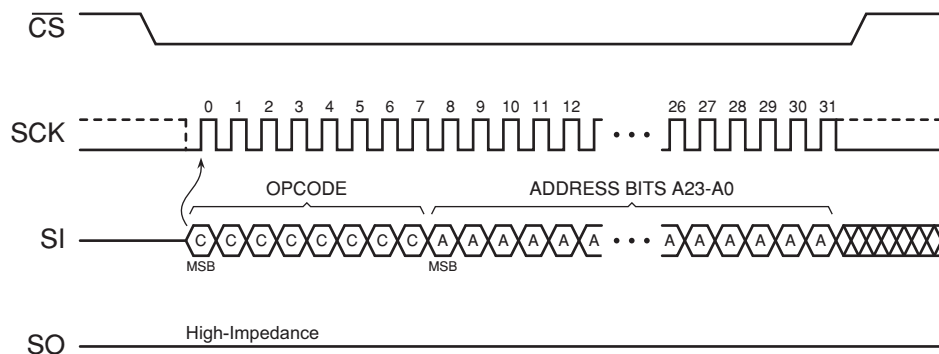 CS
0 1 2 3 4 5 6 7 8 9 10 11 12 26 27 28 29 30 31
SCK
OPCODE ADDRESS BITS A23-A0
SI C C C C C C C C A A A A A A A A A A A A
MSB MSB
High-Impedance
SO